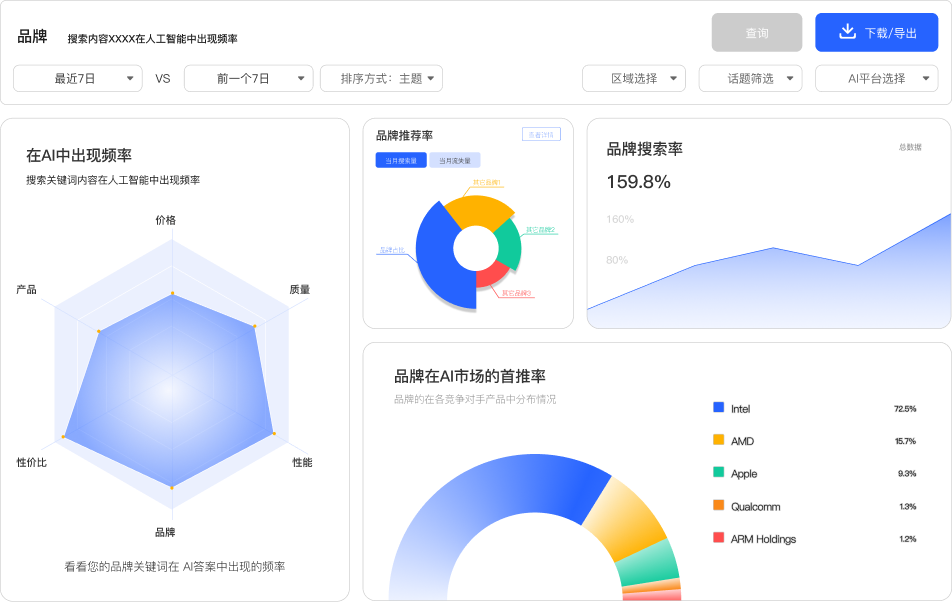 品牌
搜索内容XXXX在人工智能中出现频率
查询
下载/导出
最近7日
VS
前一个7日
排序方式：主题
区域选择
话题筛选
AI平台选择
在AI中出现频率
搜索关键词内容在人工智能中出现频率
价格
产品
质量
性价比
性能
品牌
看看您的品牌关键词在 AI答案中出现的频率
品牌推荐率
查看详情
当月搜索量
当月流失量
其它品牌1
其它品牌2
品牌占比
其它品牌3
品牌搜索率
总数据
159.8%
160%
80%
品牌在AI市场的首推率
品牌的在各竞争对手产品中分布情况
Intel 72.5%
AMD 15.7%
Apple 9.3%
Qualcomm 1.3%
ARM Holdings 1.2%